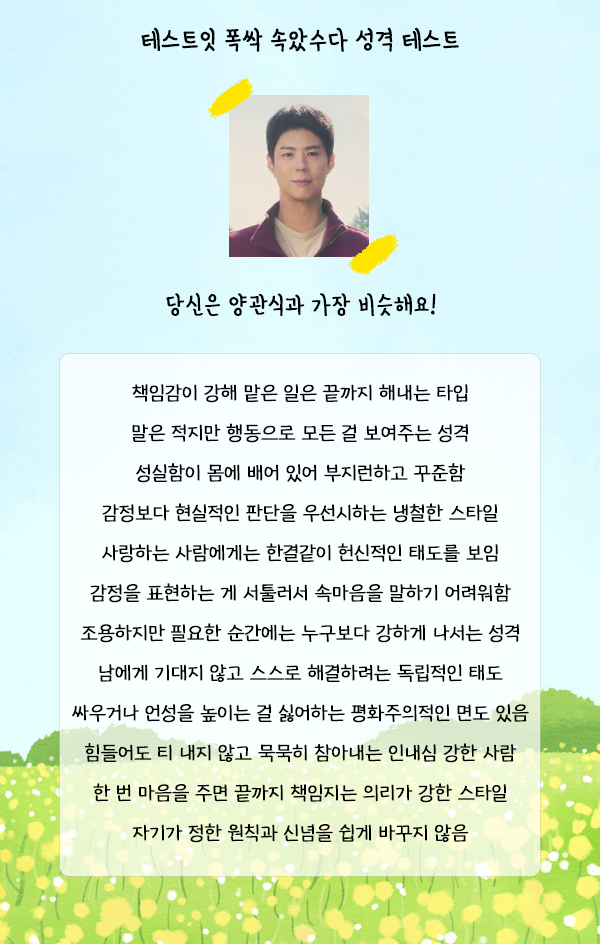 테스트잇 폭싹 속았수다 성격 테스트
당신은 양관식과 가장 비슷해요!
책임감이 강해 맡은 일은 끝까지 해내는 타입
말은 적지만 행동으로 모든 걸 보여주는 성격
성실함이 몸에 배어 있어 부지런하고 꾸준함
감정보다 현실적인 판단을 우선시하는 냉철한 스타일
사랑하는 사람에게는 한결같이 헌신적인 태도를 보임
감정을 표현하는 게 서툴러서 속마음을 말하기 어려워함
조용하지만 필요한 순간에는 누구보다 강하게 나서는 성격
남에게 기대지 않고 스스로 해결하려는 독립적인 태도
싸우거나 언성을 높이는 걸 싫어하는 평화주의적인 면도 있음
힘들어도 티 내지 않고 묵묵히 참아내는 인내심 강한 사람
한 번 마음을 주면 끝까지 책임지는 의리가 강한 스타일
자기가 정한 원칙과 신념을 쉽게 바꾸지 않음